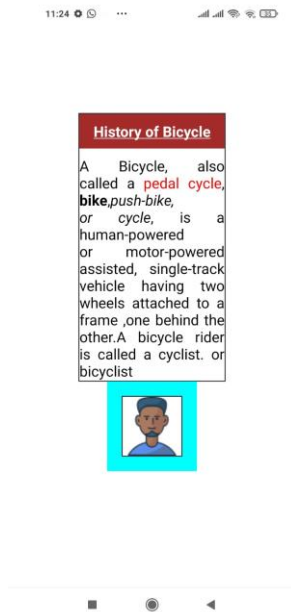 11:24
History of Bicycle
A Bicycle, also
called a pedal cycle,
bike,push-bike,
or cycle, is a
human-powered
or motor-powered
assisted, single-track
vehicle having two
wheels attached to a
frame ,one behind the
other.A bicycle rider
is called a cyclist. or
bicyclist